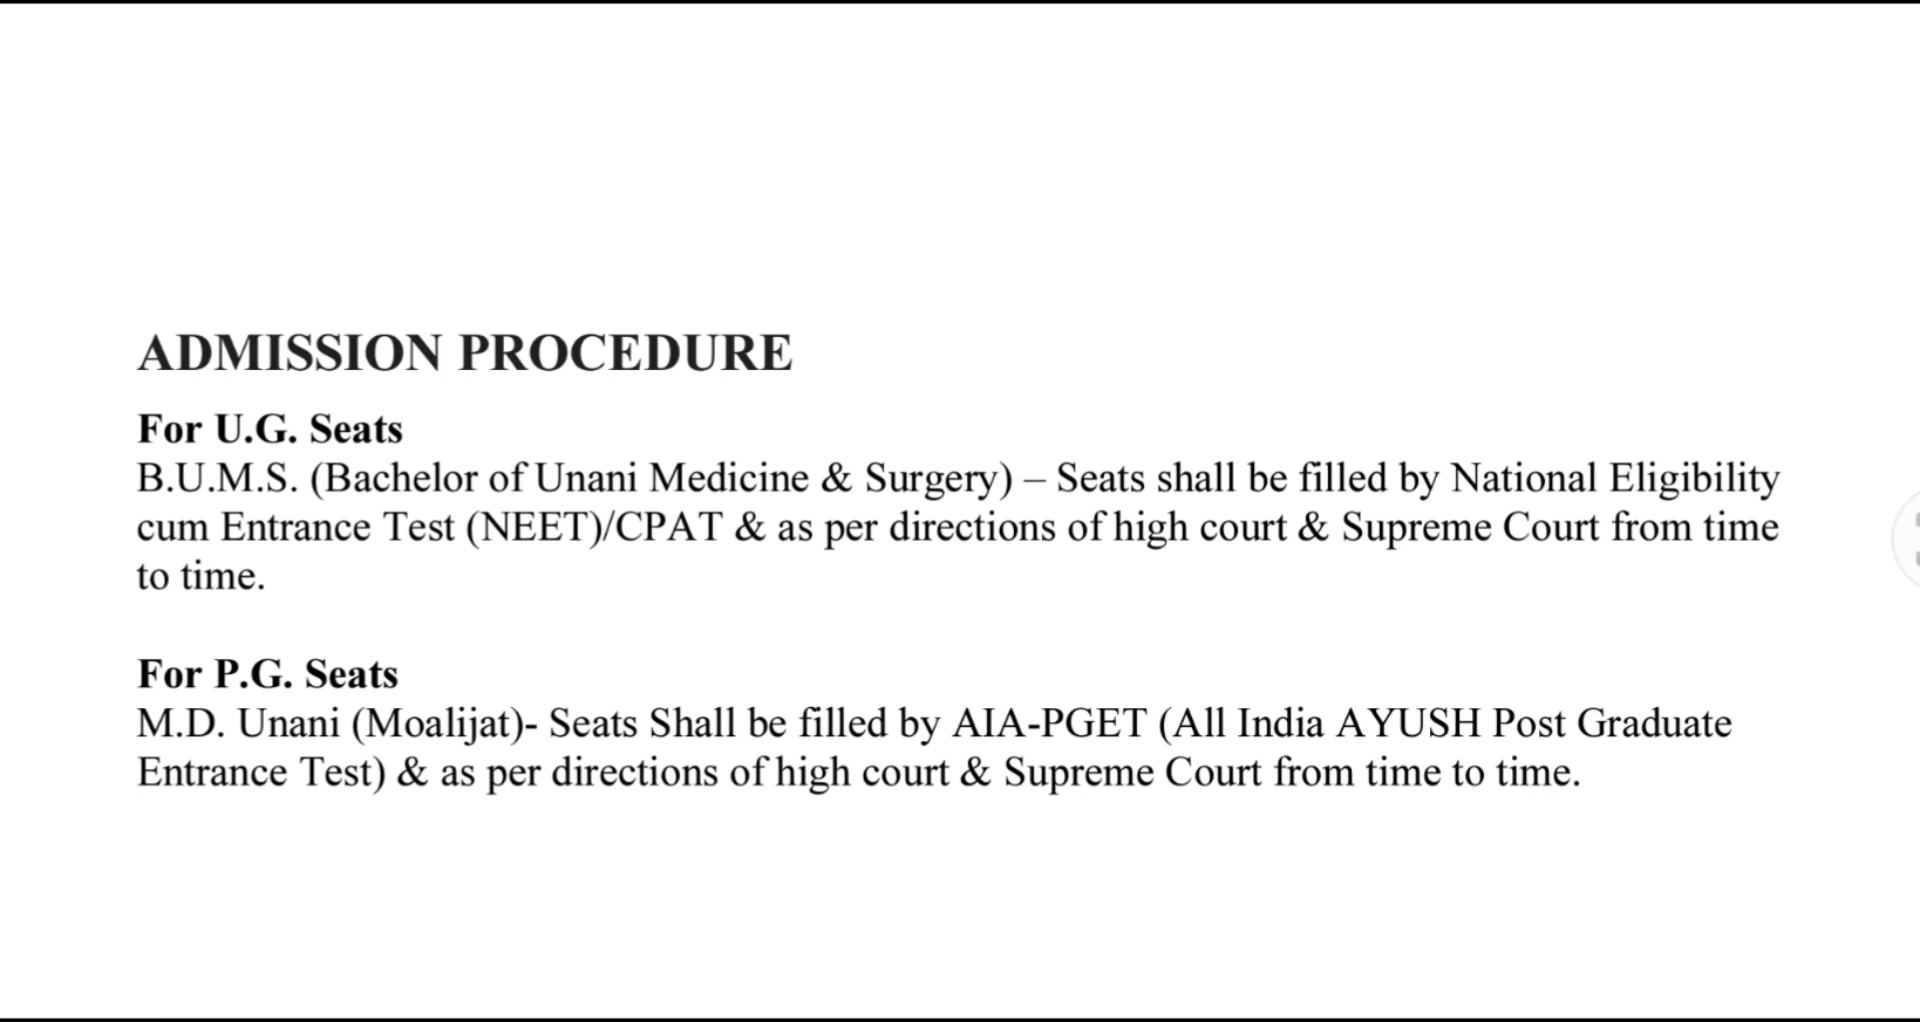 ADMISSION PROCEDURE
For U.G. Seats
B.U.M.S. (Bachelor of Unani Medicine & Surgery) – Seats shall be filled by National Eligibility
cum Entrance Test (NEET)/CPAT & as per directions of high court & Supreme Court from time
to time.
For P.G. Seats
M.D. Unani (Moalijat)- Seats Shall be filled by AIA-PGET (All India AYUSH Post Graduate
Entrance Test) & as per directions of high court & Supreme Court from time to time.